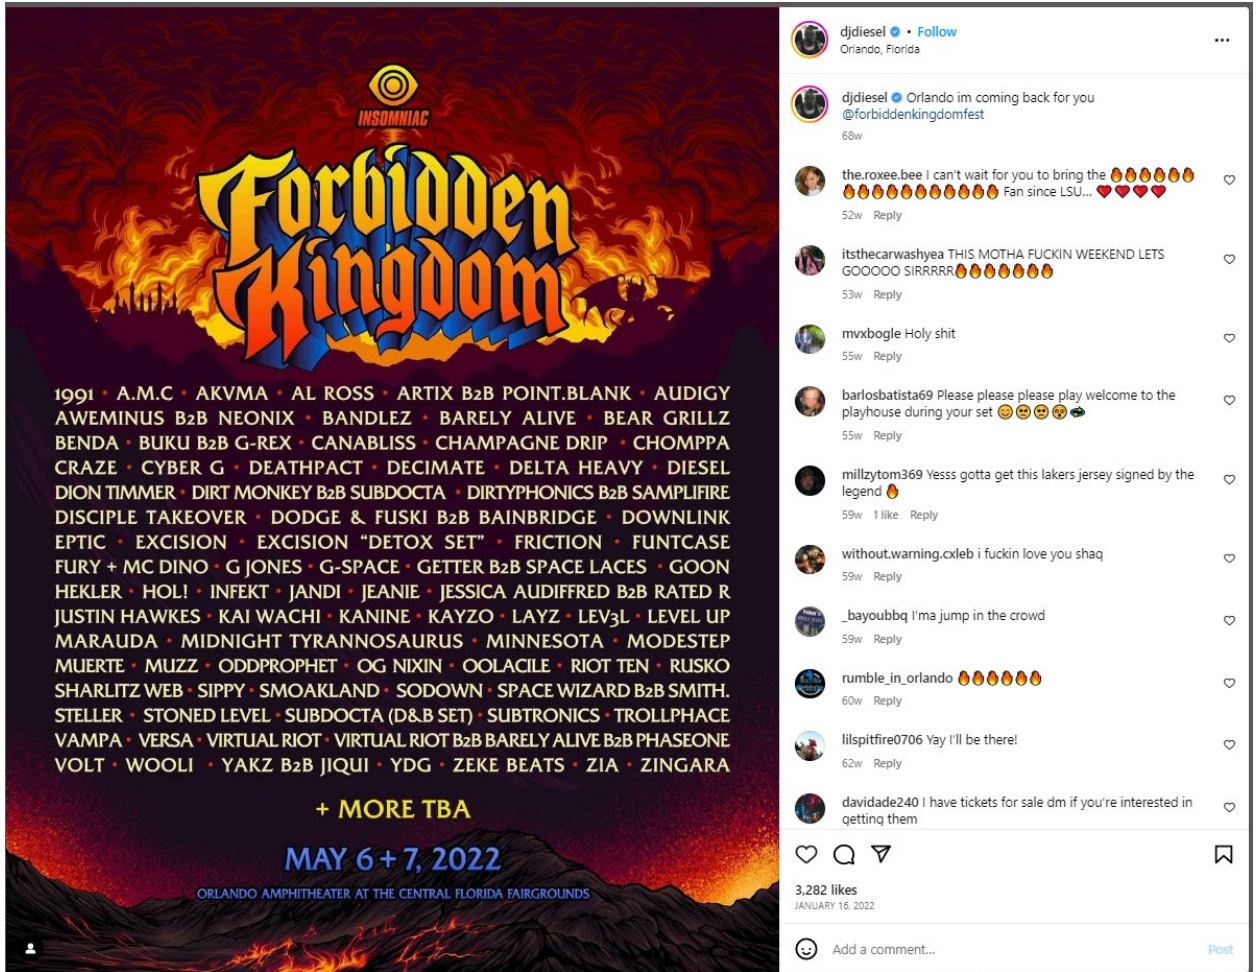 INSOMNIAC
Forbidden
Kingdom
1991 • A.M.C • AKVMA • AL ROSS • ARTIX B2B POINT.BLANK • AUDIGY
AWEMINUS B2B NEONIX • BANDLEZ • BARELY ALIVE • BEAR GRILLZ
BENDA • BUKU B2B G-REX • CANABLISS • CHAMPAGNE DRIP • CHOMPPA
CRAZE • CYBER G • DEATHPACT • DECIMATE • DELTA HEAVY • DIESEL
DION TIMMER • DIRT MONKEY B2B SUBDOCTA • DIRTYPHONICS B2B SAMPLIFIRE
DISCIPLE TAKEOVER • DODGE & FUSKI B2B BAINBRIDGE • DOWNLINK
EPTIC • EXCISION • EXCISION "DETOX SET" • FRICTION • FUNTCASE
FURY + MC DINO • G JONES • G-SPACE • GETTER B2B SPACE LACES • GOON
HEKLER • HOL! • INFEKT • JANDI • JEANIE • JESSICA AUDIFFRED B2B RATED R
JUSTIN HAWKES • KAI WACHI • KANINE • KAYZO • LAYZ • LEV3L • LEVEL UP
MARAUDA • MIDNIGHT TYRANNOSAURUS • MINNESOTA • MODESTEP
MUERTE • MUZZ • ODDPROPHET • OG NIXIN • OOLACILE • RIOT TEN • RUSKO
SHARLITZ WEB • SIPPY • SMOAKLAND • SODOWN • SPACE WIZARD B2B SMITH.
STELLER • STONED LEVEL • SUBDOCTA (D&B SET) • SUBTRONICS • TROLLPHACE
VAMPA • VERSA • VIRTUAL RIOT • VIRTUAL RIOT B2B BARELY ALIVE B2B PHASEONE
VOLT • WOOLI • YAKZ B2B JIQUI • YDG • ZEKE BEATS • ZIA • ZINGARA
+ MORE TBA
MAY 6 + 7, 2022
ORLANDO AMPHITHEATER AT THE CENTRAL FLORIDA FAIRGROUNDS
djdiesel • Follow
Orlando, Florida
djdiesel Orlando im coming back for you
@forbiddenkingdomfest
68w
the.roxee.bee I can't wait for you to bring the 🔥🔥🔥🔥🔥🔥
🔥🔥🔥🔥🔥🔥🔥🔥🔥🔥🔥 Fan since LSU... ❤️❤️❤️❤️
52w Reply
itsthecarwashyea THIS MOTHA FUCKIN WEEKEND LETS
GOOOOO SIRRRRR🔥🔥🔥🔥🔥🔥🔥
53w Reply
mvxbogle Holy shit
55w Reply
barlosbatista69 Please please please play welcome to the
playhouse during your set
55w Reply
millzytom369 Yesss gotta get this lakers jersey signed by the
legend 🔥
59w 1 like Reply
without.warning.cxleb i fuckin love you shaq
59w Reply
_bayoubbq I'ma jump in the crowd
59w Reply
rumble_in_orlando 🔥🔥🔥🔥🔥🔥
60w Reply
lilspitfire0706 Yay I'll be there!
62w Reply
davidade240 I have tickets for sale dm if you're interested in
getting them
3,282 likes
JANUARY 16, 2022
Add a comment...
Post